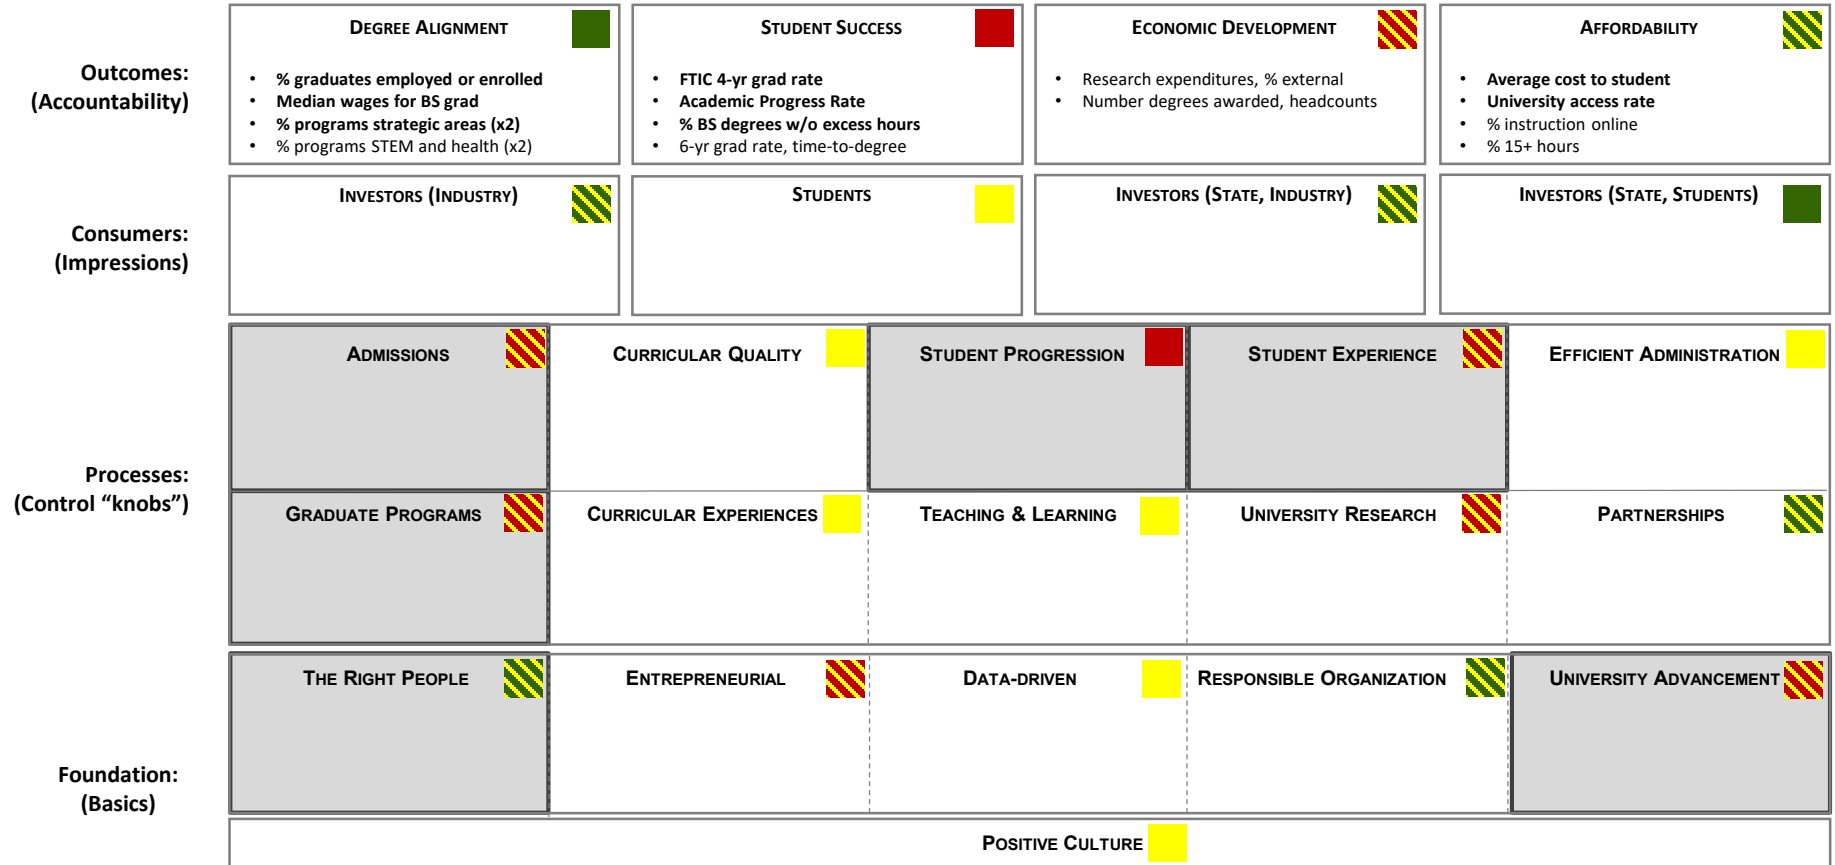 Outcomes:
(Accountability)
DEGREE ALIGNMENT
• % graduates employed or enrolled
• Median wages for BS grad
• % programs strategic areas (x2)
• % programs STEM and health (x2)
STUDENT SUCCESS
• FTIC 4-yr grad rate
• Academic Progress Rate
• % BS degrees w/o excess hours
• 6-yr grad rate, time-to-degree
ECONOMIC DEVELOPMENT
• Research expenditures, % external
• Number degrees awarded, headcounts
AFFORDABILITY
• Average cost to student
• University access rate
• % instruction online
• % 15+ hours
Consumers:
(Impressions)
INVESTORS (INDUSTRY)
STUDENTS
INVESTORS (STATE, INDUSTRY)
INVESTORS (STATE, STUDENTS)
Processes:
(Control “knobs”)
ADMISSIONS
CURRICULAR QUALITY
STUDENT PROGRESSION
STUDENT EXPERIENCE
EFFICIENT ADMINISTRATION
GRADUATE PROGRAMS
CURRICULAR EXPERIENCES
TEACHING & LEARNING
UNIVERSITY RESEARCH
PARTNERSHIPS
Foundation:
(Basics)
THE RIGHT PEOPLE
ENTREPRENEURIAL
DATA-DRIVEN
RESPONSIBLE ORGANIZATION
UNIVERSITY ADVANCEMENT
POSITIVE CULTURE